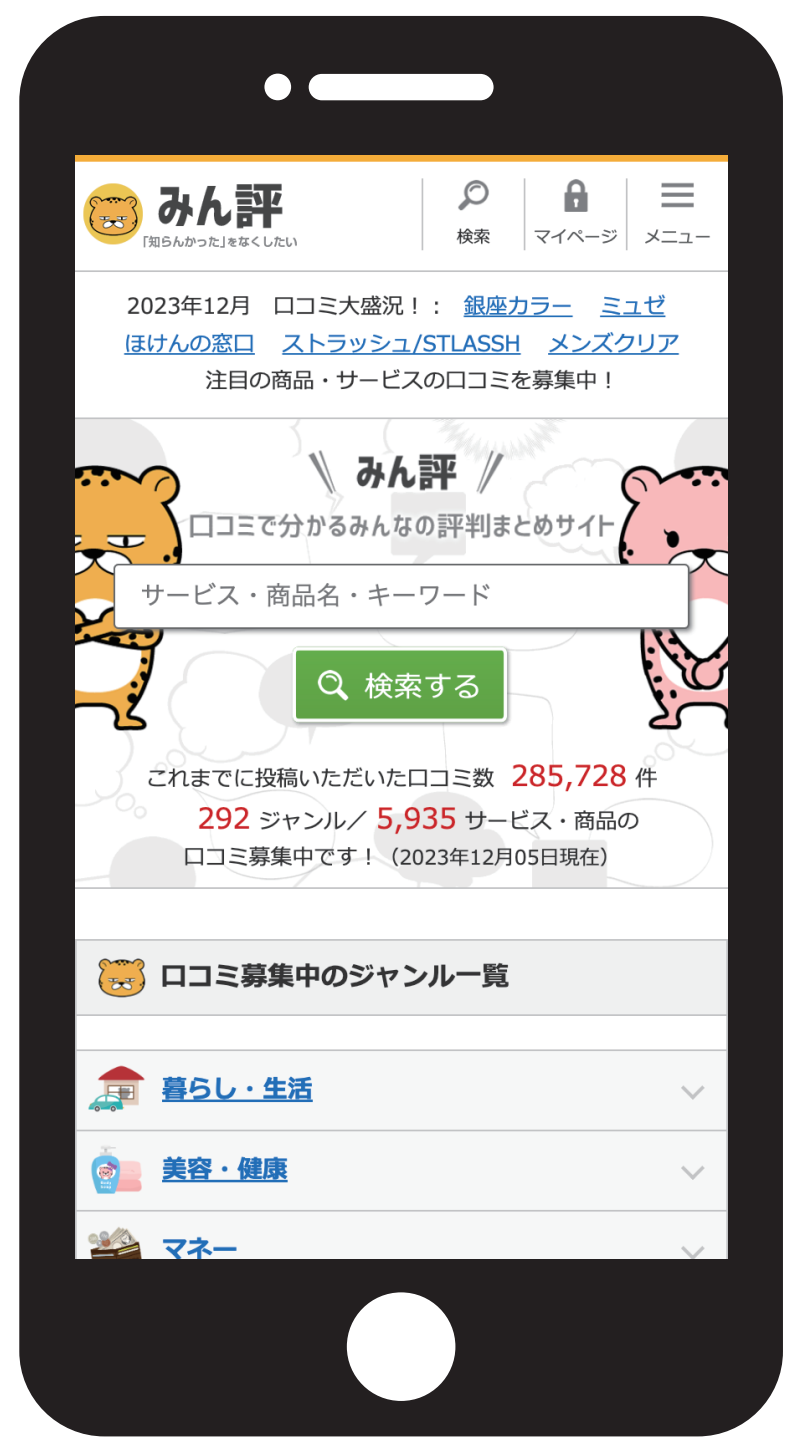 みん評
「知らんかった」をなくしたい
検索
マイページ
メニュー
2023年12月　口コミ大盛況！： 銀座カラー ミュゼ
ほけんの窓口 ストラッシュ/STLASSH メンズクリア
注目の商品・サービスの口コミを募集中！
みん評
口コミで分かるみんなの評判まとめサイト
サービス・商品名・キーワード
検索する
これまでに投稿いただいた口コミ数 285,728 件
292 ジャンル／ 5,935 サービス・商品の
口コミ募集中です！（2023年12月05日現在）
口コミ募集中のジャンル一覧
暮らし・生活
美容・健康
マネー